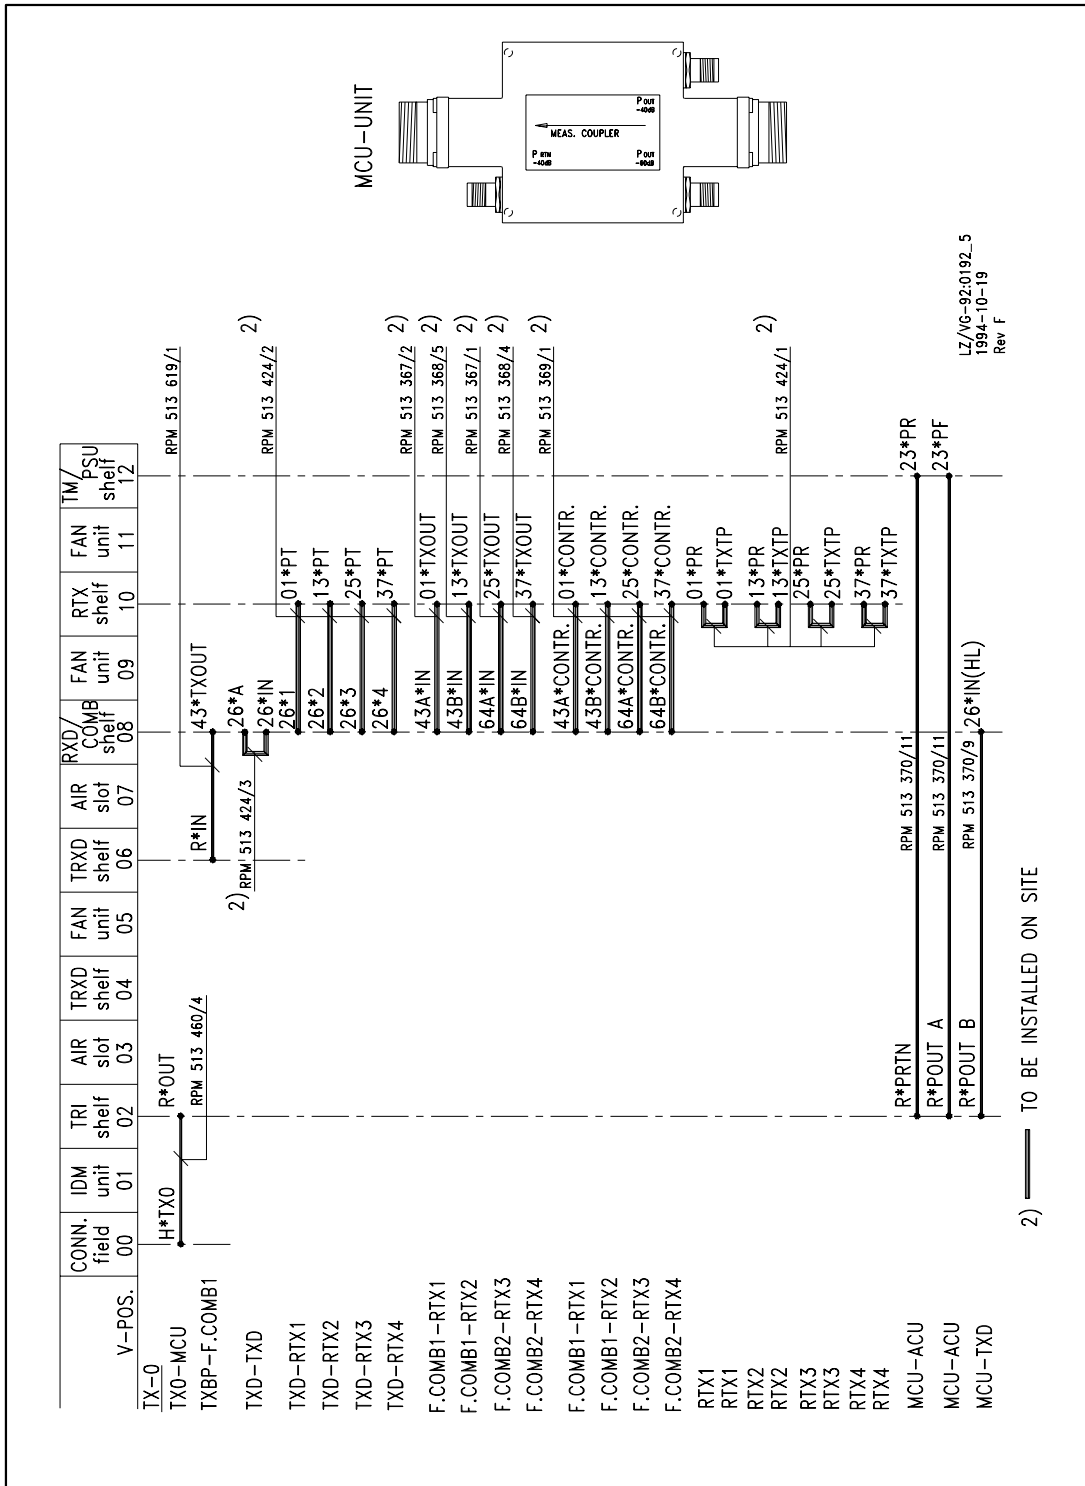 MCU-UNIT
P OUT
-40dB
MEAS. COUPLER
P RTN
-40dB
P OUT
V-POS.
CONN. field 00
IDM unit 01
TRI shelf 02
AIR slot 03
TRXD shelf 04
FAN unit 05
TRXD shelf 06
AIR slot 07
RXD/COMB shelf 08
FAN unit 09
RTX shelf 10
FAN unit 11
TM/PSU shelf 12
TX-0
TX0-MCU H*TX0 R*OUT RPM 513 460/4
TXBP-F.COMB1 R*IN 43*TXOUT RPM 513 619/1
TXD-TXD 26*A 26*IN 2) RPM 513 424/3
TXD-RTX1 26*1 01*PT RPM 513 424/2 2)
TXD-RTX2 26*2 13*PT
TXD-RTX3 26*3 25*PT
TXD-RTX4 26*4 37*PT
F.COMB1-RTX1 43A*IN 01*TXOUT RPM 513 367/2 2)
F.COMB1-RTX2 43B*IN 13*TXOUT RPM 513 368/5 2)
F.COMB2-RTX3 64A*IN 25*TXOUT RPM 513 367/1 2)
F.COMB2-RTX4 64B*IN 37*TXOUT RPM 513 368/4 2)
F.COMB1-RTX1 43A*CONTR. 01*CONTR. RPM 513 369/1 2)
F.COMB1-RTX2 43B*CONTR. 13*CONTR.
F.COMB2-RTX3 64A*CONTR. 25*CONTR.
F.COMB2-RTX4 64B*CONTR. 37*CONTR.
RTX1 01*PR
RTX1 01*TXTP
RTX2 13*PR
RTX2 13*TXTP RPM 513 424/1 2)
RTX3 25*PR
RTX3 25*TXTP
RTX4 37*PR
RTX4 37*TXTP
MCU-ACU R*PRTN RPM 513 370/11 23*PR
MCU-ACU R*POUT A RPM 513 370/11 23*PF
MCU-TXD R*POUT B RPM 513 370/9 26*IN(HL)
2) TO BE INSTALLED ON SITE
LZ/VG-92:0192_5
1994-10-19
Rev F